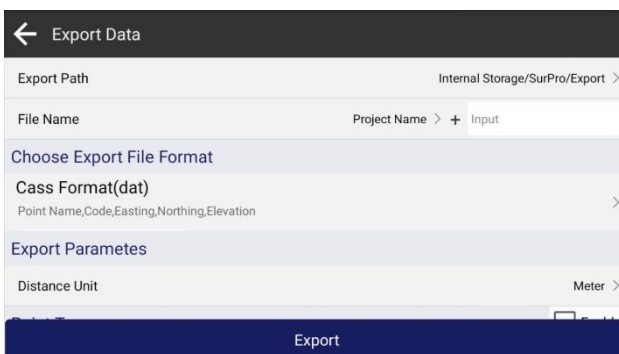 Export Data
Export Path Internal Storage/SurPro/Export >
File Name Project Name > + Input
Choose Export File Format
Cass Format(dat)
Point Name,Code,Easting,Northing,Elevation
Export Parametes
Distance Unit Meter >
Export